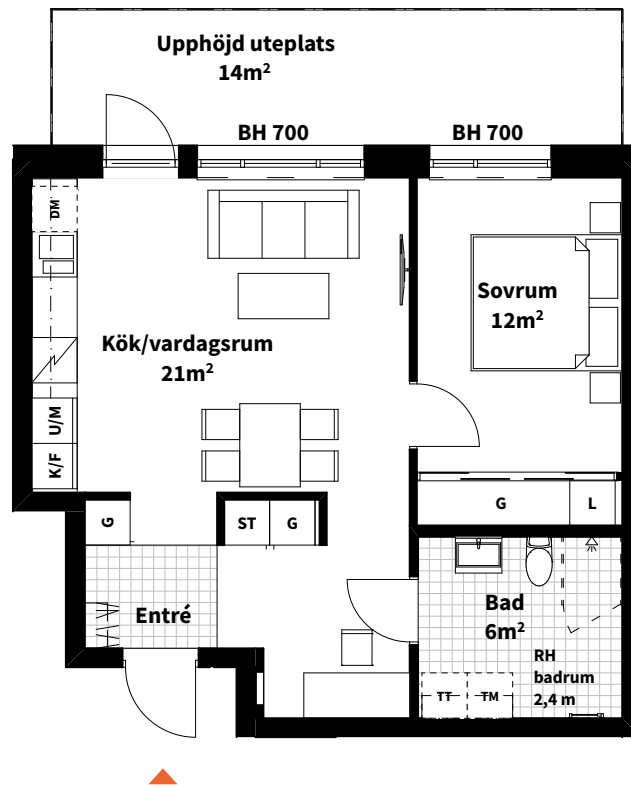 Upphöjd uteplats
14m²
BH 700
BH 700
DM
Sovrum
12m²
Kök/vardagsrum
21m²
U/M
K/F
G
L
G
ST
G
Entré
Bad
6m²
RH
badrum
2,4 m
TT
TM